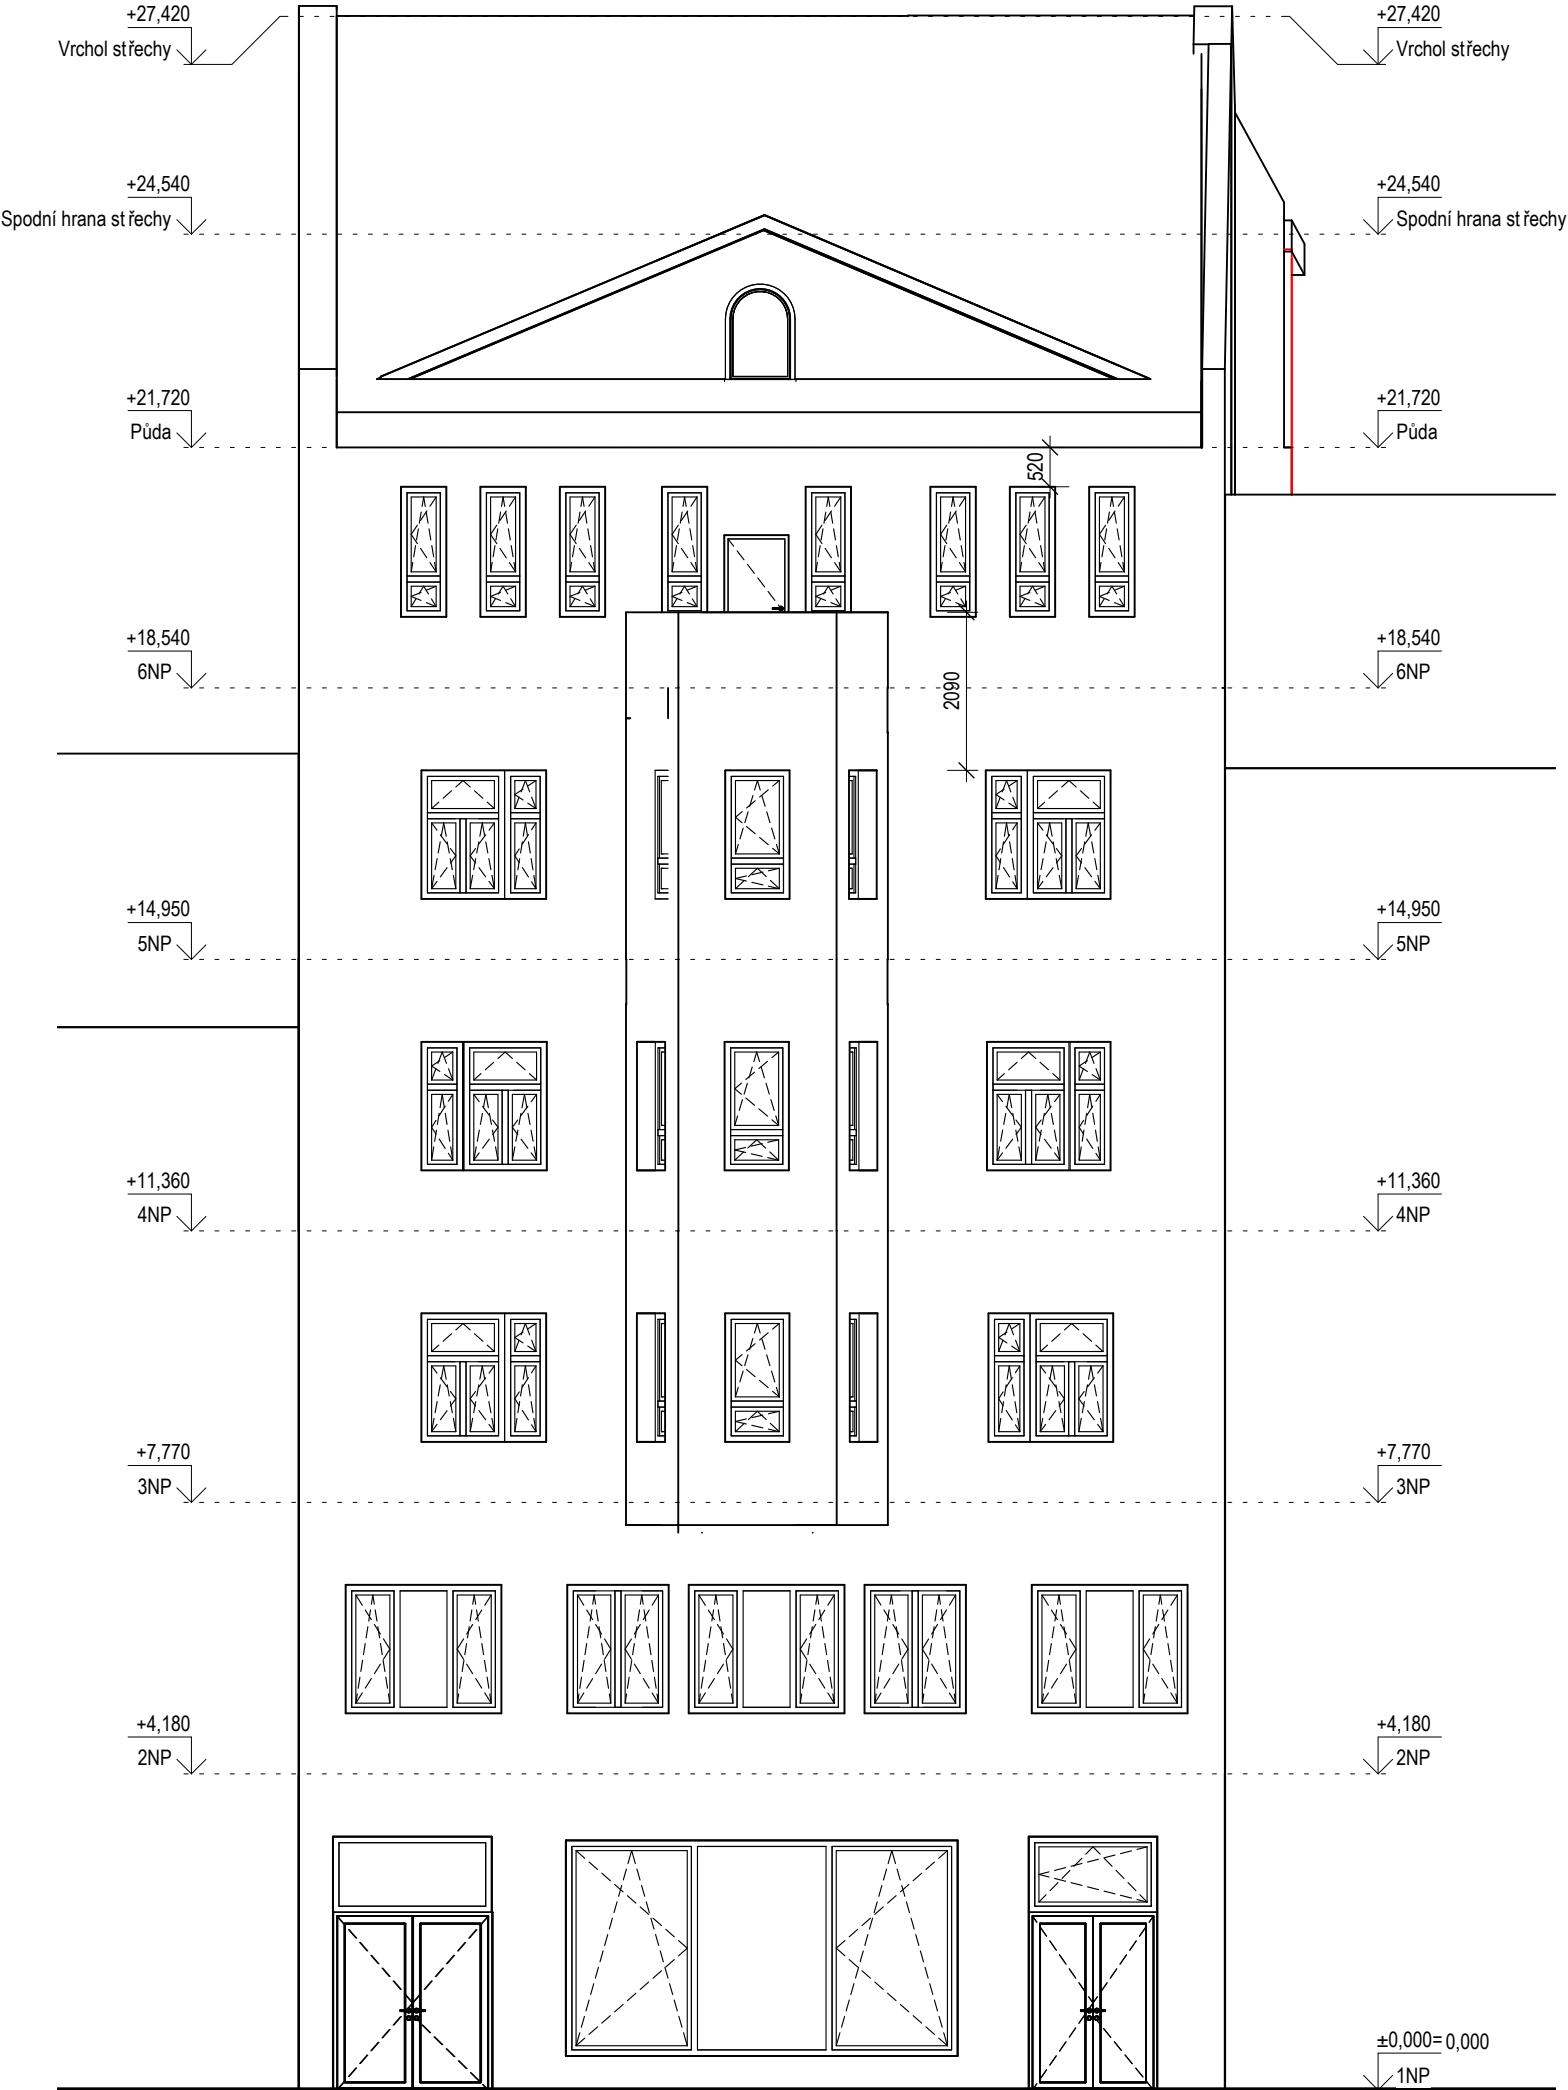 +27,420
Vrchol střechy
+27,420
Vrchol střechy
+24,540
Spodní hrana střechy
+24,540
Spodní hrana střechy
+21,720
Půda
+21,720
Půda
520
+18,540
6NP
2090
+18,540
6NP
+14,950
5NP
+14,950
5NP
+11,360
4NP
+11,360
4NP
+7,770
3NP
+7,770
3NP
+4,180
2NP
+4,180
2NP
±0,000= 0,000
1NP